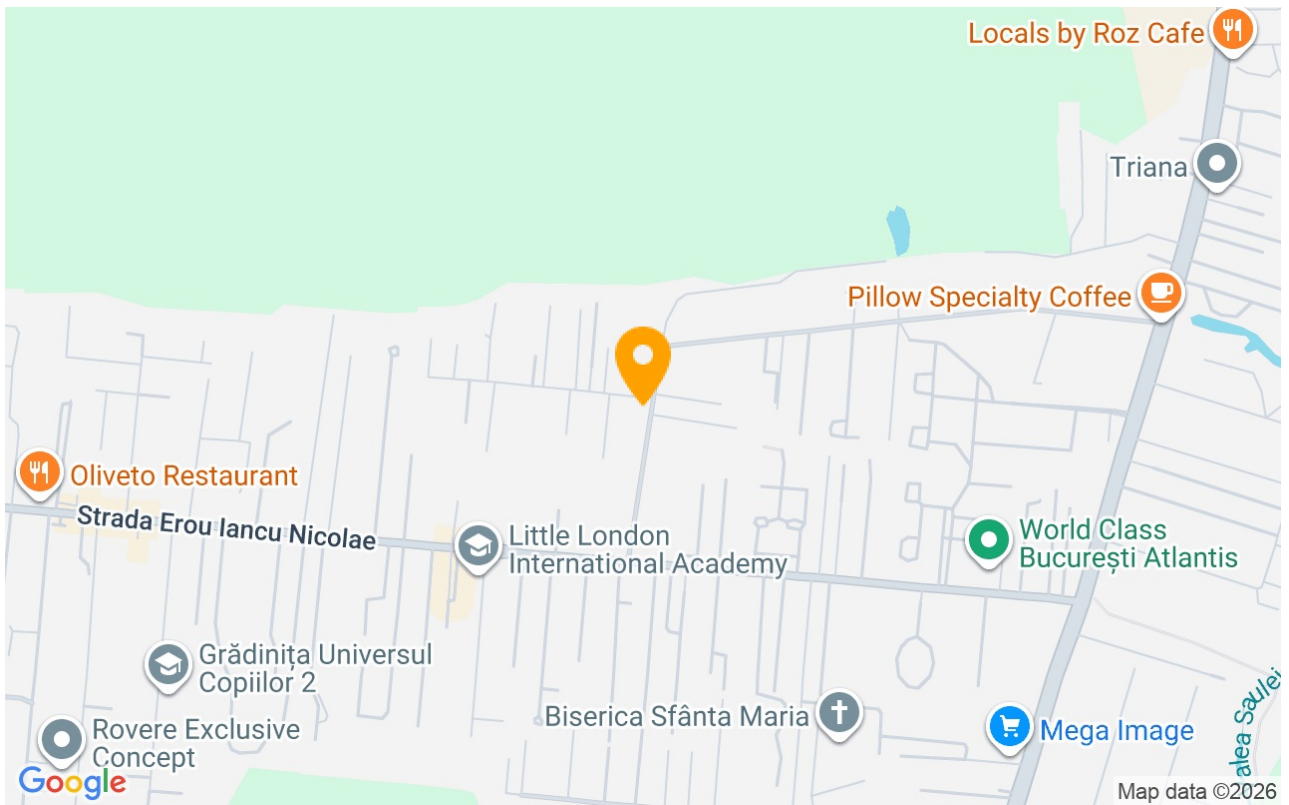 Locals by Roz Cafe
Triana
Pillow Specialty Coffee
Oliveto Restaurant
Strada Erou Iancu Nicolae
Little London
International Academy
World Class
București Atlantis
Grădinița Universul
Copiilor 2
Biserica Sfânta Maria
Rovere Exclusive
Concept
Mega Image
alea Saulei
Google
Map data ©2026